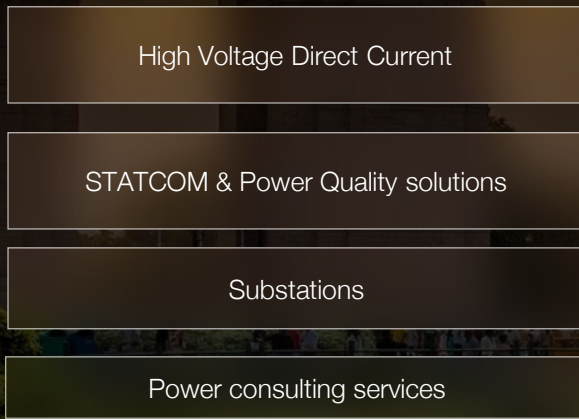 High Voltage Direct Current
STATCOM & Power Quality solutions
Substations
Power consulting services